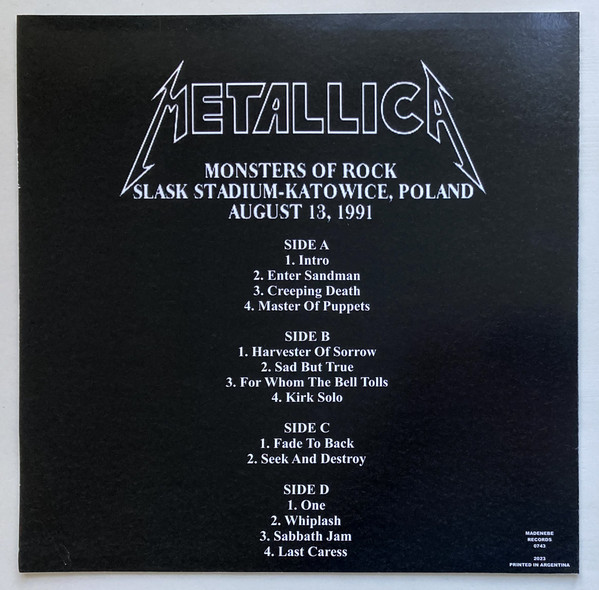 METALLICA
MONSTERS OF ROCK
SLASK STADIUM-KATOWICE, POLAND
AUGUST 13, 1991
SIDE A
1. Intro
2. Enter Sandman
3. Creeping Death
4. Master Of Puppets
SIDE B
1. Harvester Of Sorrow
2. Sad But True
3. For Whom The Bell Tolls
4. Kirk Solo
SIDE C
1. Fade To Back
2. Seek And Destroy
SIDE D
1. One
2. Whiplash
3. Sabbath Jam
4. Last Caress
MADEHEBE
RECORDS
0743
2023
PRINTED IN ARGENTINA